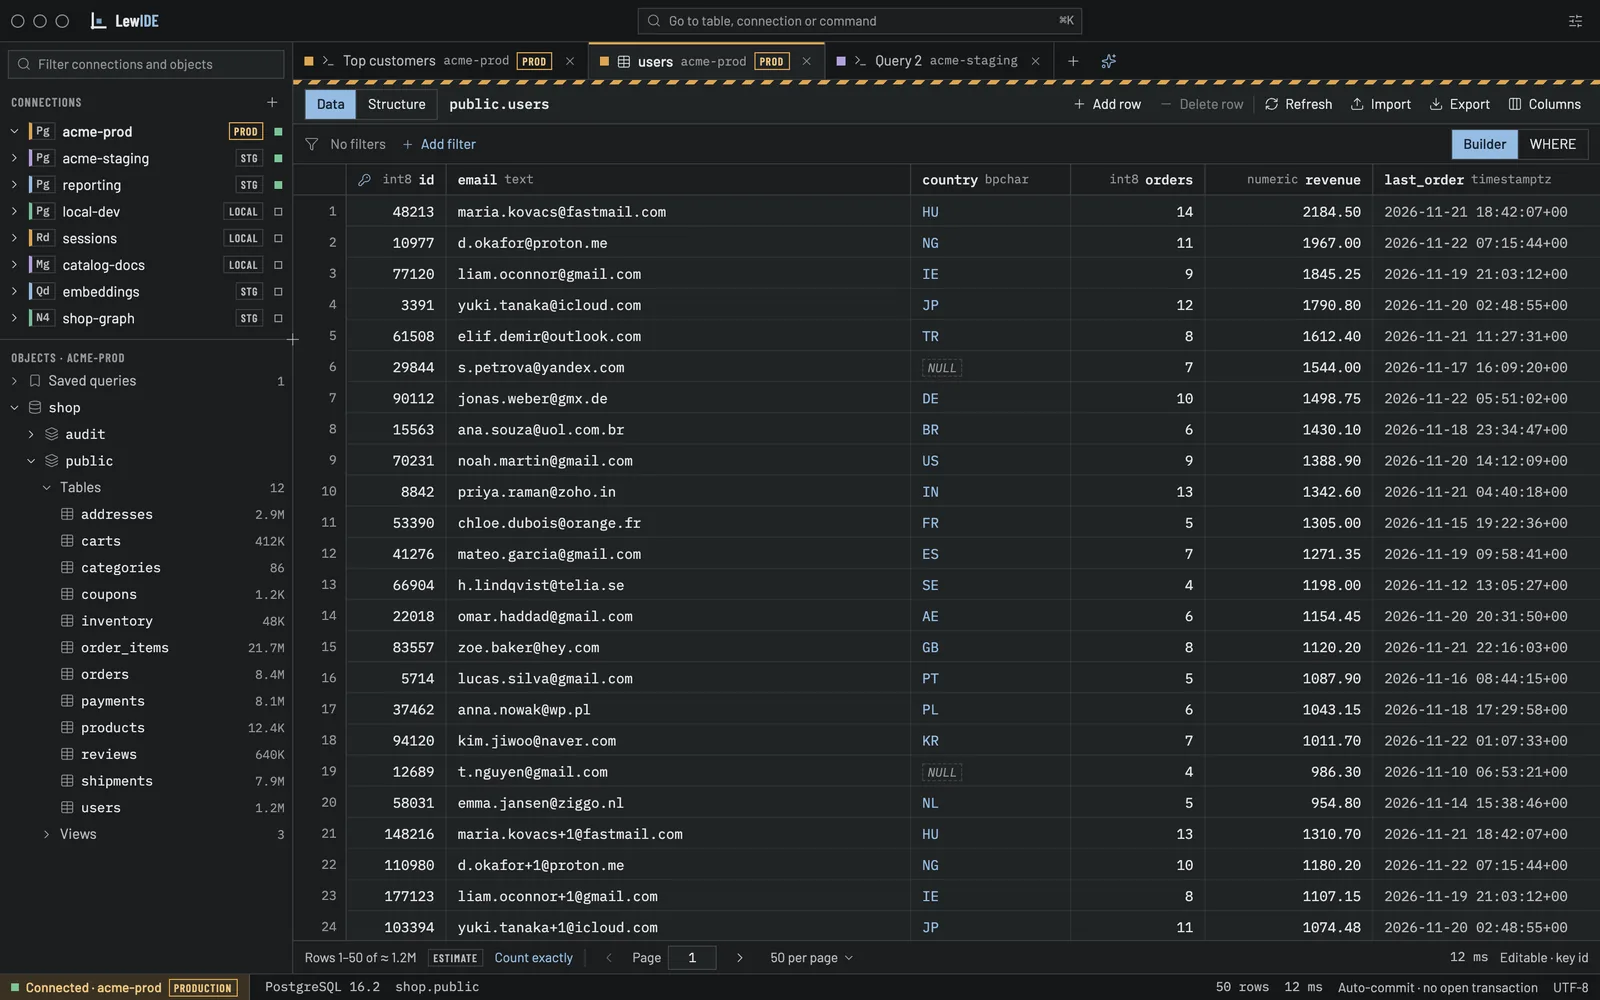 LewIDE
Go to table, connection or command ⌘K
Filter connections and objects
CONNECTIONS
Pg acme-prod PROD
Pg acme-staging STG
Pg reporting STG
Pg local-dev LOCAL
Rd sessions LOCAL
Mg catalog-docs LOCAL
Qd embeddings STG
N4 shop-graph STG
OBJECTS · ACME-PROD
Saved queries 1
shop
audit
public
Tables 12
addresses 2.9M
carts 412K
categories 86
coupons 1.2K
inventory 48K
order_items 21.7M
orders 8.4M
payments 8.1M
products 12.4K
reviews 640K
shipments 7.9M
users 1.2M
Views 3
Top customers acme-prod PROD
users acme-prod PROD
Query 2 acme-staging
Data Structure public.users + Add row − Delete row Refresh Import Export Columns
No filters + Add filter Builder WHERE
int8 id email text country bpchar int8 orders numeric revenue last_order timestamptz
1 48213 maria.kovacs@fastmail.com HU 14 2184.50 2026-11-21 18:42:07+00
2 10977 d.okafor@proton.me NG 11 1967.00 2026-11-22 07:15:44+00
3 77120 liam.oconnor@gmail.com IE 9 1845.25 2026-11-19 21:03:12+00
4 3391 yuki.tanaka@icloud.com JP 12 1790.80 2026-11-20 02:48:55+00
5 61508 elif.demir@outlook.com TR 8 1612.40 2026-11-21 11:27:31+00
6 29844 s.petrova@yandex.com NULL 7 1544.00 2026-11-17 16:09:20+00
7 90112 jonas.weber@gmx.de DE 10 1498.75 2026-11-22 05:51:02+00
8 15563 ana.souza@uol.com.br BR 6 1430.10 2026-11-18 23:34:47+00
9 70231 noah.martin@gmail.com US 9 1388.90 2026-11-20 14:12:09+00
10 8842 priya.raman@zoho.in IN 13 1342.60 2026-11-21 04:40:18+00
11 53390 chloe.dubois@orange.fr FR 5 1305.00 2026-11-15 19:22:36+00
12 41276 mateo.garcia@gmail.com ES 7 1271.35 2026-11-19 09:58:41+00
13 66904 h.lindqvist@telia.se SE 4 1198.00 2026-11-12 13:05:27+00
14 22018 omar.haddad@gmail.com AE 6 1154.45 2026-11-20 20:31:50+00
15 83557 zoe.baker@hey.com GB 8 1120.20 2026-11-21 22:16:03+00
16 5714 lucas.silva@gmail.com PT 5 1087.90 2026-11-16 08:44:15+00
17 37462 anna.nowak@wp.pl PL 6 1043.15 2026-11-18 17:29:58+00
18 94120 kim.jiwoo@naver.com KR 7 1011.70 2026-11-22 01:07:33+00
19 12689 t.nguyen@gmail.com NULL 4 986.30 2026-11-10 06:53:21+00
20 58031 emma.jansen@ziggo.nl NL 5 954.80 2026-11-14 15:38:46+00
21 148216 maria.kovacs+1@fastmail.com HU 13 1310.70 2026-11-21 18:42:07+00
22 110980 d.okafor+1@proton.me NG 10 1180.20 2026-11-22 07:15:44+00
23 177123 liam.oconnor+1@gmail.com IE 8 1107.15 2026-11-19 21:03:12+00
24 103394 yuki.tanaka+1@icloud.com JP 11 1074.48 2026-11-20 02:48:55+00
Rows 1–50 of ≈ 1.2M ESTIMATE Count exactly Page 1 50 per page 12 ms Editable · key id
Connected · acme-prod PRODUCTION PostgreSQL 16.2 shop.public 50 rows 12 ms Auto-commit · no open transaction UTF-8